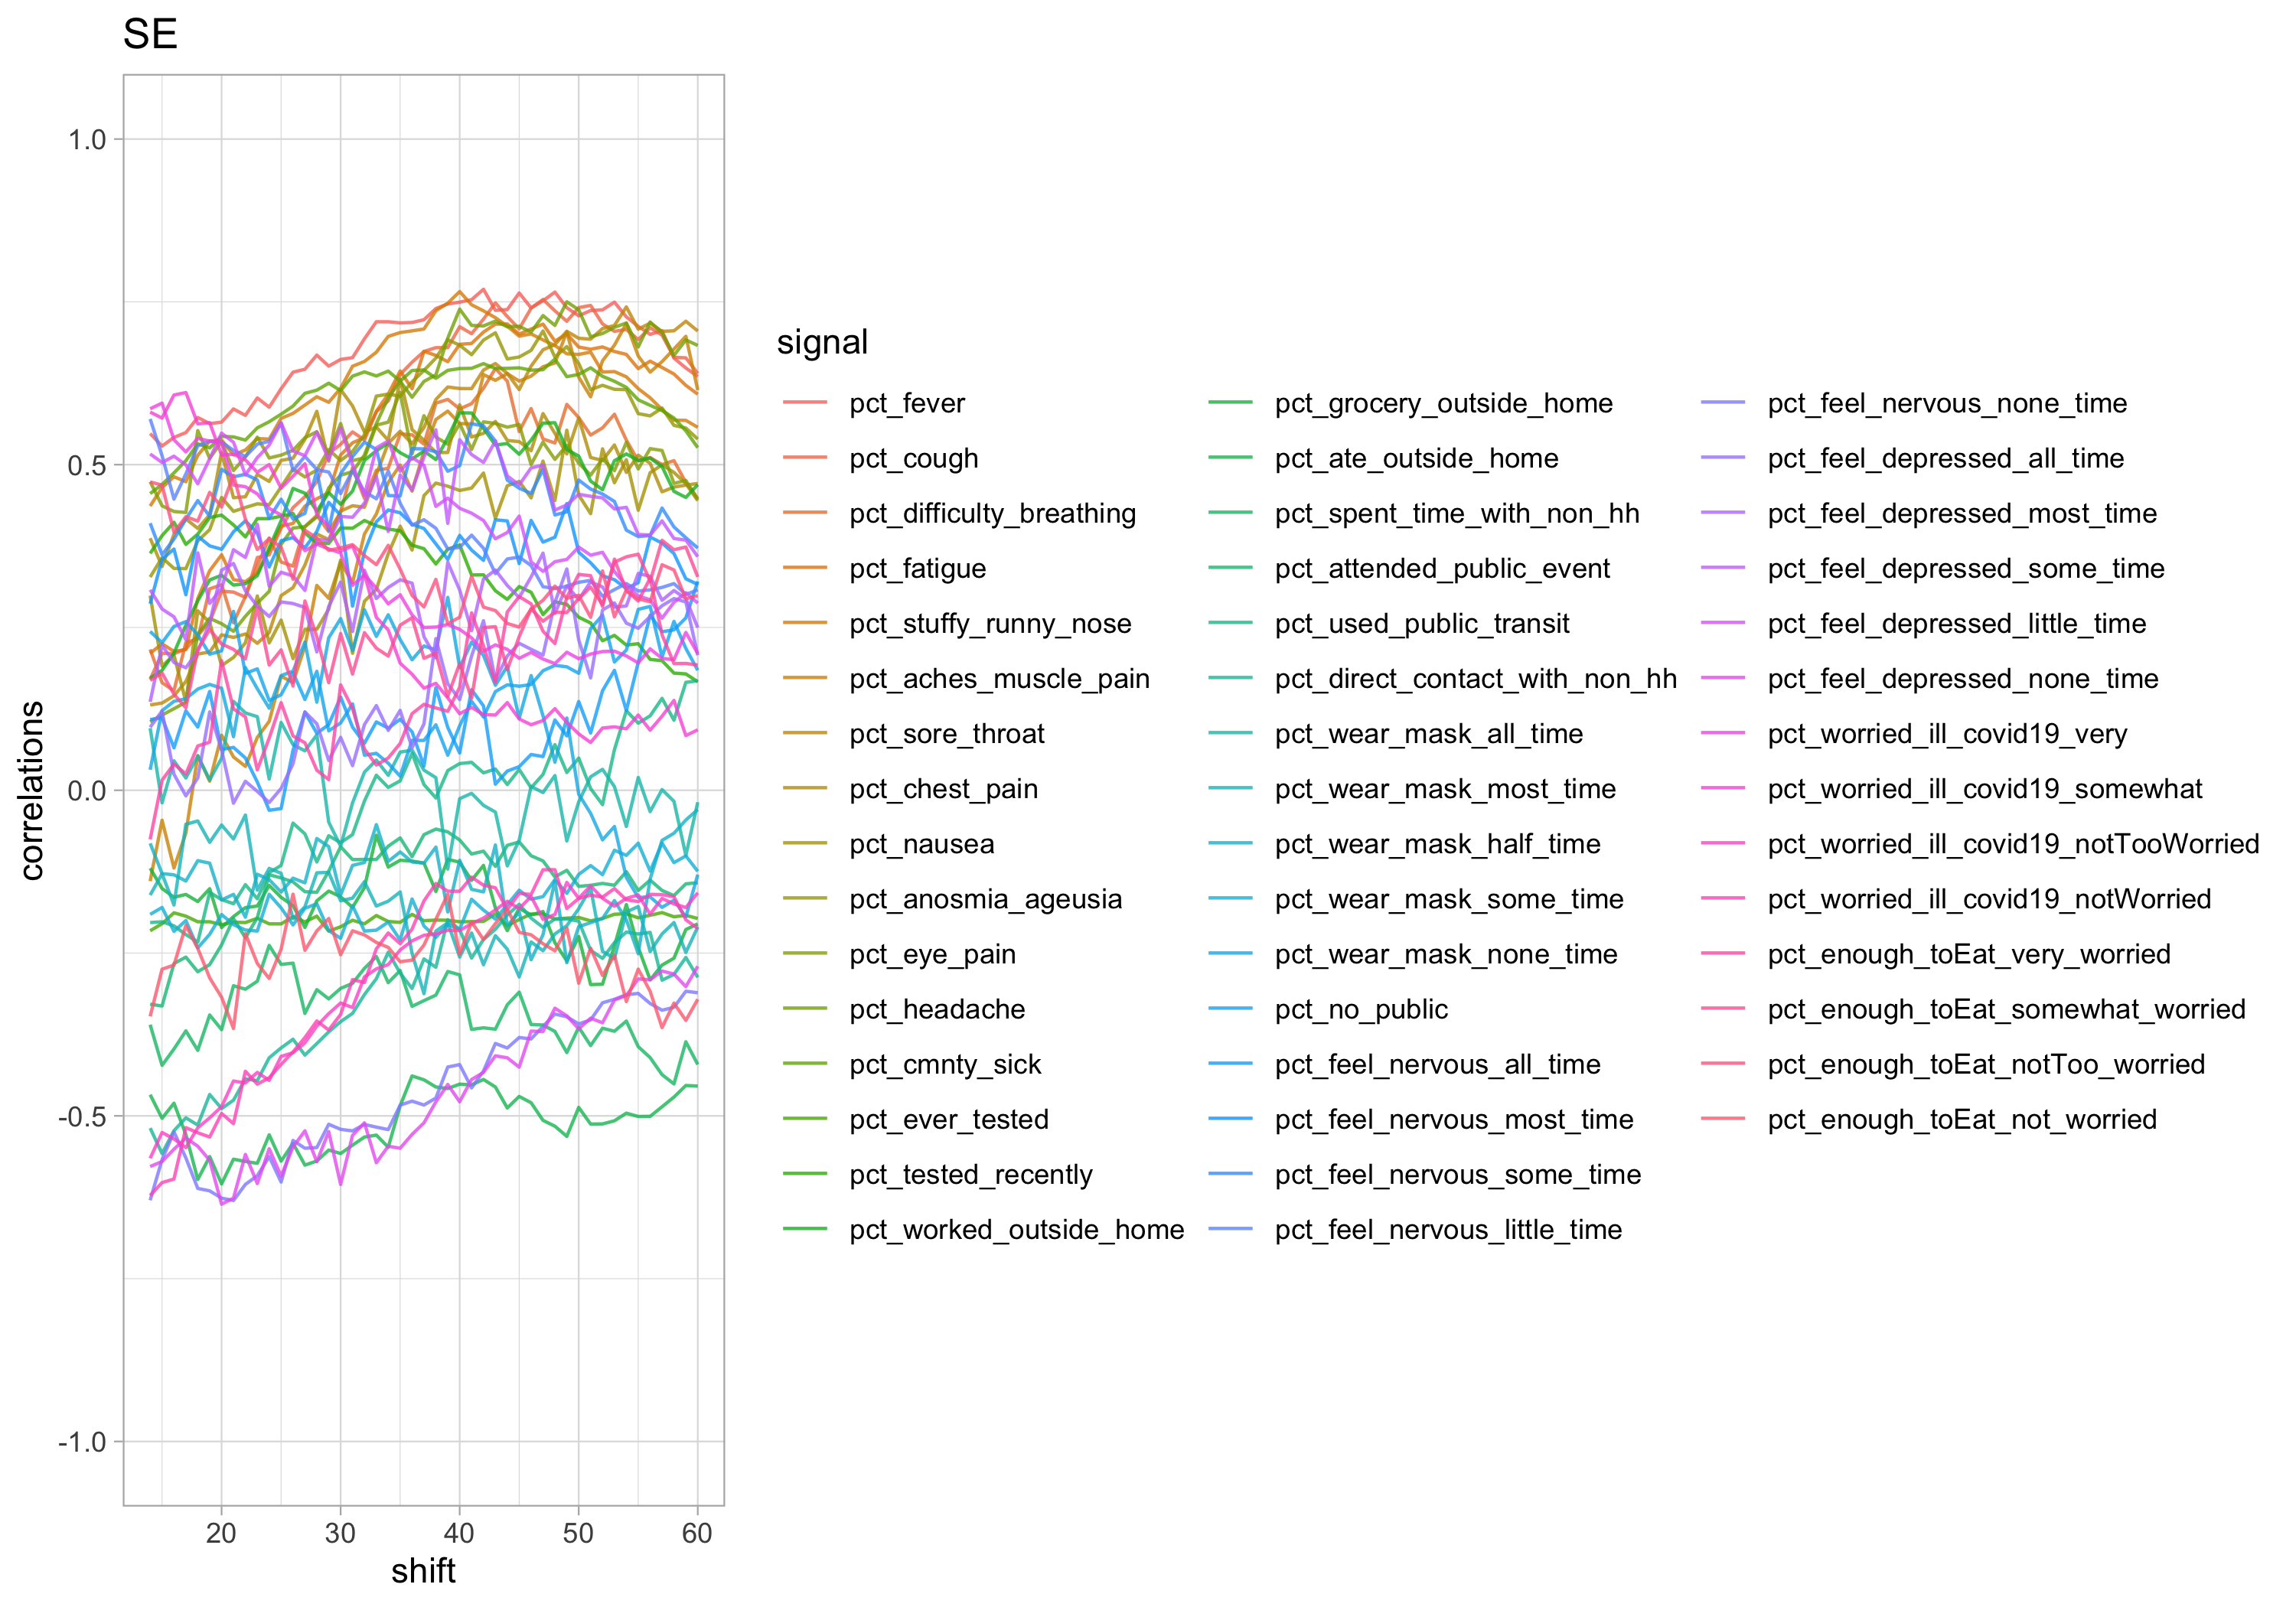 SE
1.0
0.5
0.0
-0.5
-1.0
correlations
20 30 40 50 60
shift
signal
pct_fever
pct_cough
pct_difficulty_breathing
pct_fatigue
pct_stuffy_runny_nose
pct_aches_muscle_pain
pct_sore_throat
pct_chest_pain
pct_nausea
pct_anosmia_ageusia
pct_eye_pain
pct_headache
pct_cmnty_sick
pct_ever_tested
pct_tested_recently
pct_worked_outside_home
pct_grocery_outside_home
pct_ate_outside_home
pct_spent_time_with_non_hh
pct_attended_public_event
pct_used_public_transit
pct_direct_contact_with_non_hh
pct_wear_mask_all_time
pct_wear_mask_most_time
pct_wear_mask_half_time
pct_wear_mask_some_time
pct_wear_mask_none_time
pct_no_public
pct_feel_nervous_all_time
pct_feel_nervous_most_time
pct_feel_nervous_some_time
pct_feel_nervous_little_time
pct_feel_nervous_none_time
pct_feel_depressed_all_time
pct_feel_depressed_most_time
pct_feel_depressed_some_time
pct_feel_depressed_little_time
pct_feel_depressed_none_time
pct_worried_ill_covid19_very
pct_worried_ill_covid19_somewhat
pct_worried_ill_covid19_notTooWorried
pct_worried_ill_covid19_notWorried
pct_enough_toEat_very_worried
pct_enough_toEat_somewhat_worried
pct_enough_toEat_notToo_worried
pct_enough_toEat_not_worried